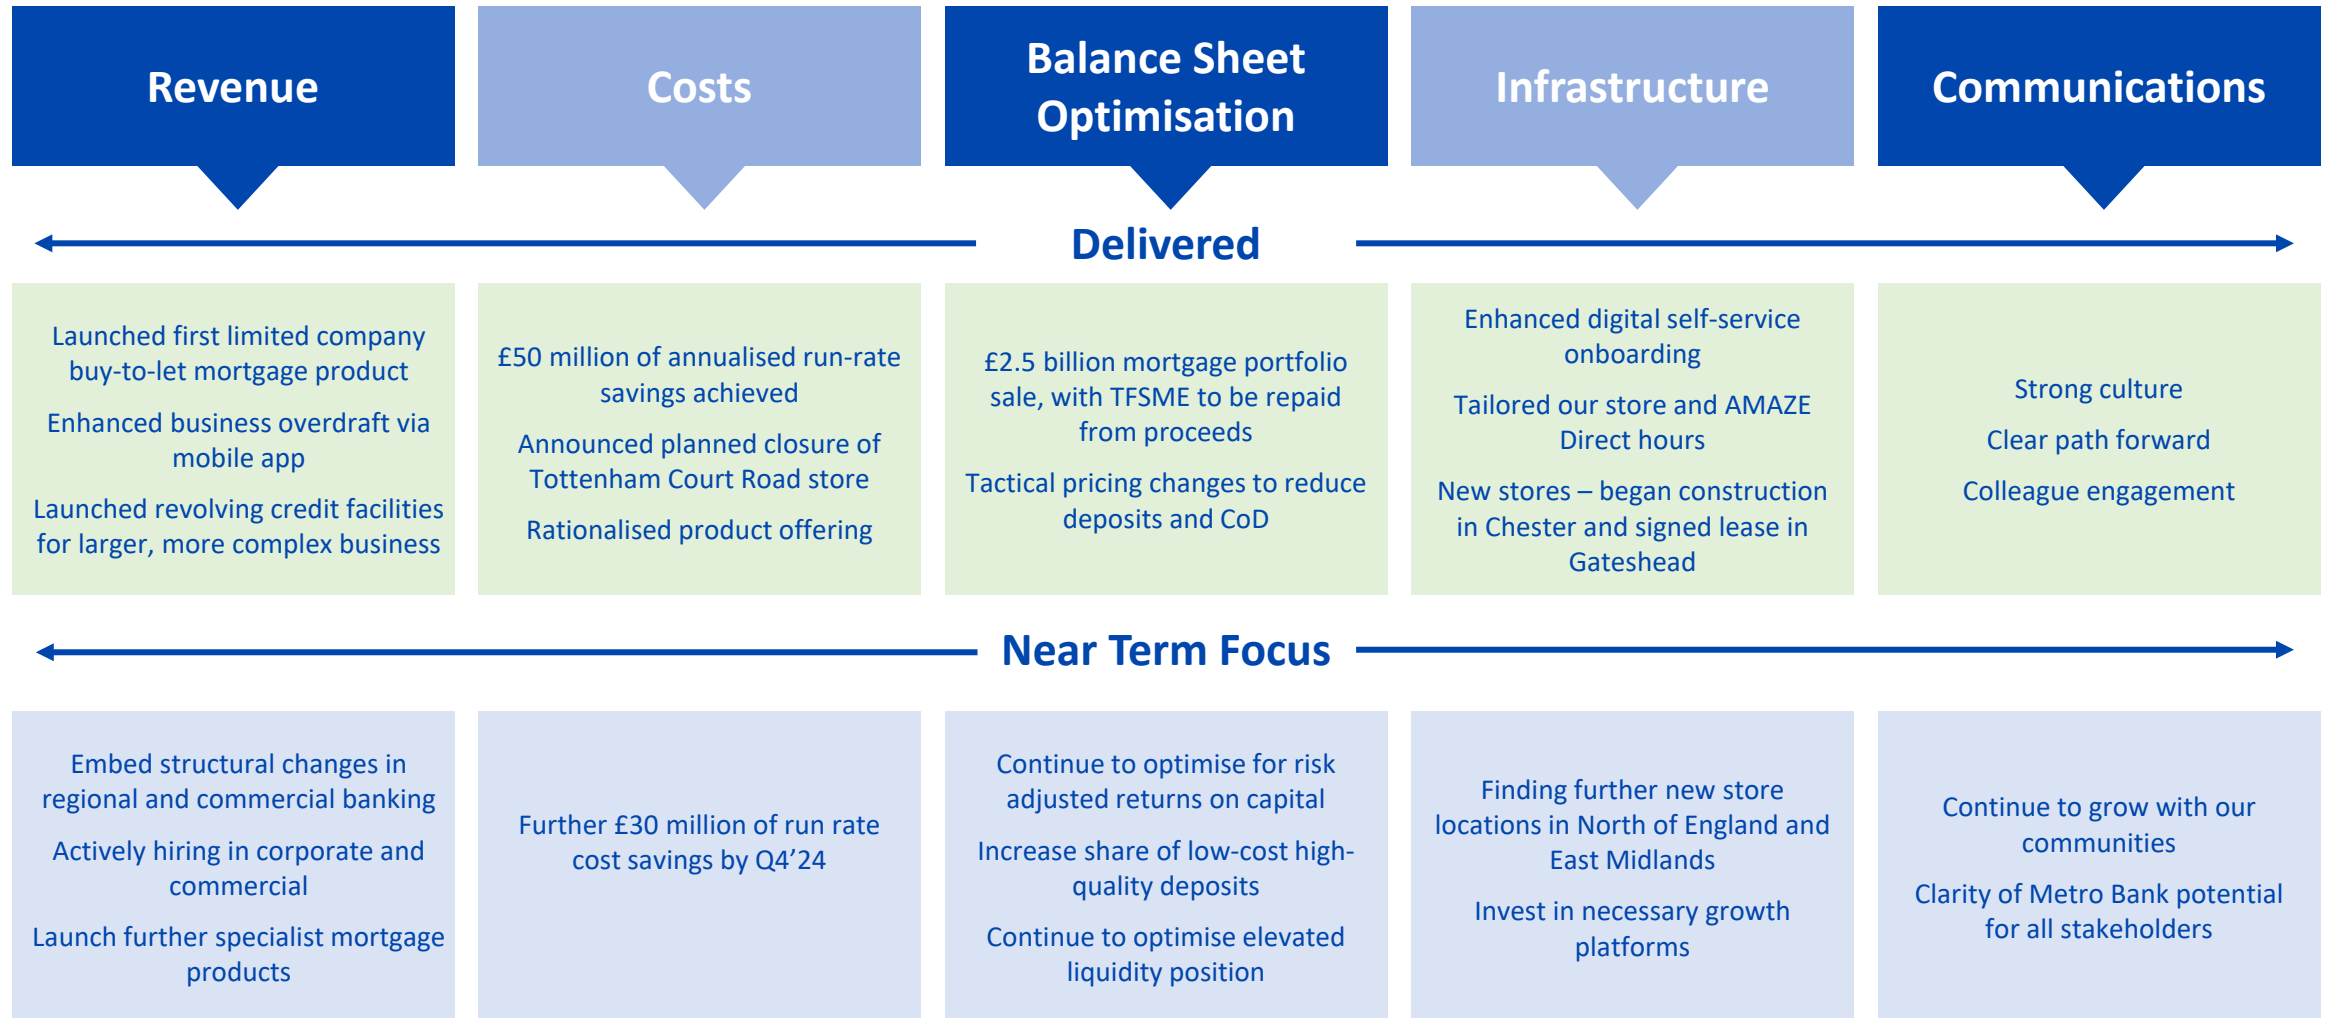 Revenue
Costs
Balance Sheet
Optimisation
Infrastructure
Communications
Delivered
Launched first limited company
buy-to-let mortgage product
Enhanced business overdraft via
mobile app
Launched revolving credit facilities
for larger, more complex business
£50 million of annualised run-rate
savings achieved
Announced planned closure of
Tottenham Court Road store
Rationalised product offering
£2.5 billion mortgage portfolio
sale, with TFSME to be repaid
from proceeds
Tactical pricing changes to reduce
deposits and CoD
Enhanced digital self-service
onboarding
Tailored our store and AMAZE
Direct hours
New stores – began construction
in Chester and signed lease in
Gateshead
Strong culture
Clear path forward
Colleague engagement
Near Term Focus
Embed structural changes in
regional and commercial banking
Actively hiring in corporate and
commercial
Launch further specialist mortgage
products
Further £30 million of run rate
cost savings by Q4’24
Continue to optimise for risk
adjusted returns on capital
Increase share of low-cost high-
quality deposits
Continue to optimise elevated
liquidity position
Finding further new store
locations in North of England and
East Midlands
Invest in necessary growth
platforms
Continue to grow with our
communities
Clarity of Metro Bank potential
for all stakeholders